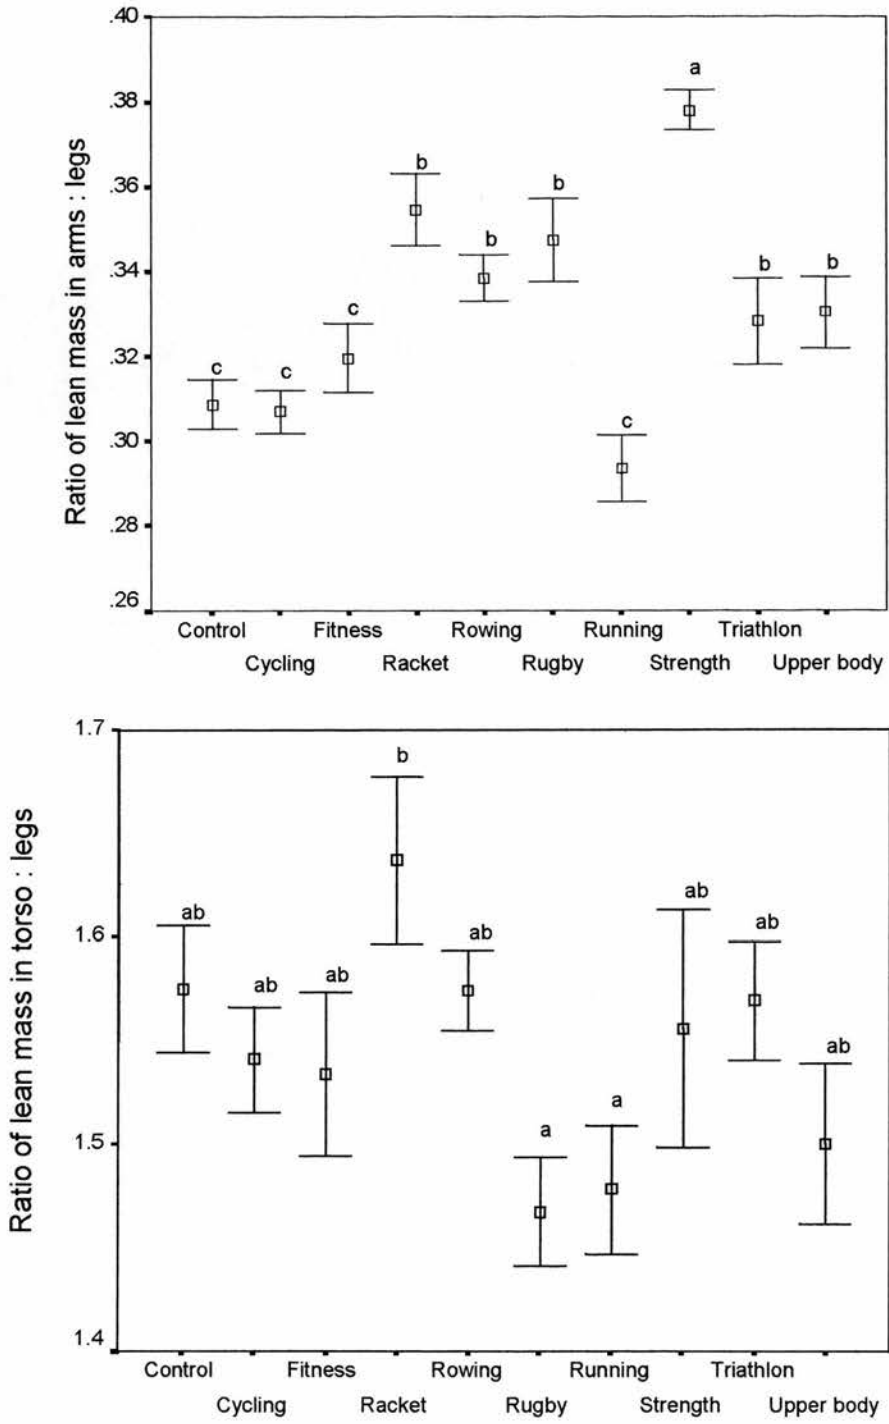 .40
.38
.36
.34
.32
.30
.28
.26
Ratio of lean mass in arms : legs
c
c
c
b
b
b
c
a
b
b
Control
Cycling
Fitness
Racket
Rowing
Rugby
Running
Strength
Triathlon
Upper body
1.7
1.6
1.5
1.4
Ratio of lean mass in torso : legs
ab
ab
ab
b
ab
a
a
ab
ab
ab
Control
Cycling
Fitness
Racket
Rowing
Rugby
Running
Strength
Triathlon
Upper body